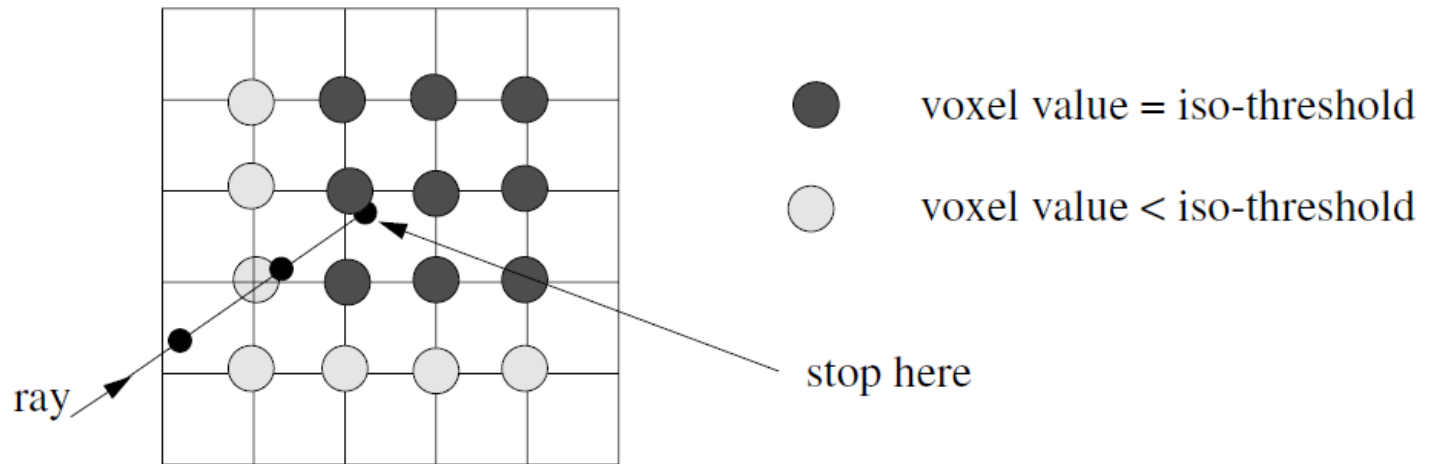 voxel value = iso-threshold
voxel value < iso-threshold
stop here
ray